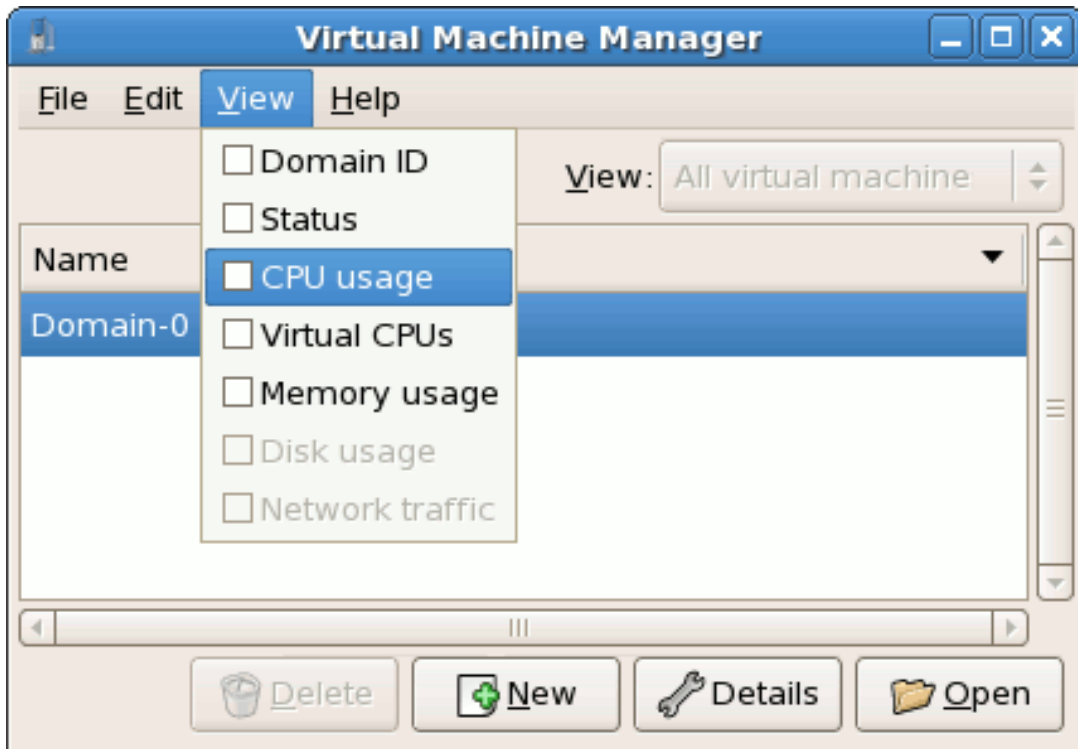 Virtual Machine Manager
File Edit View Help
Domain ID
Status
CPU usage
Virtual CPUs
Memory usage
Disk usage
Network traffic
View: All virtual machine
Name
Domain-0
Delete New Details Open